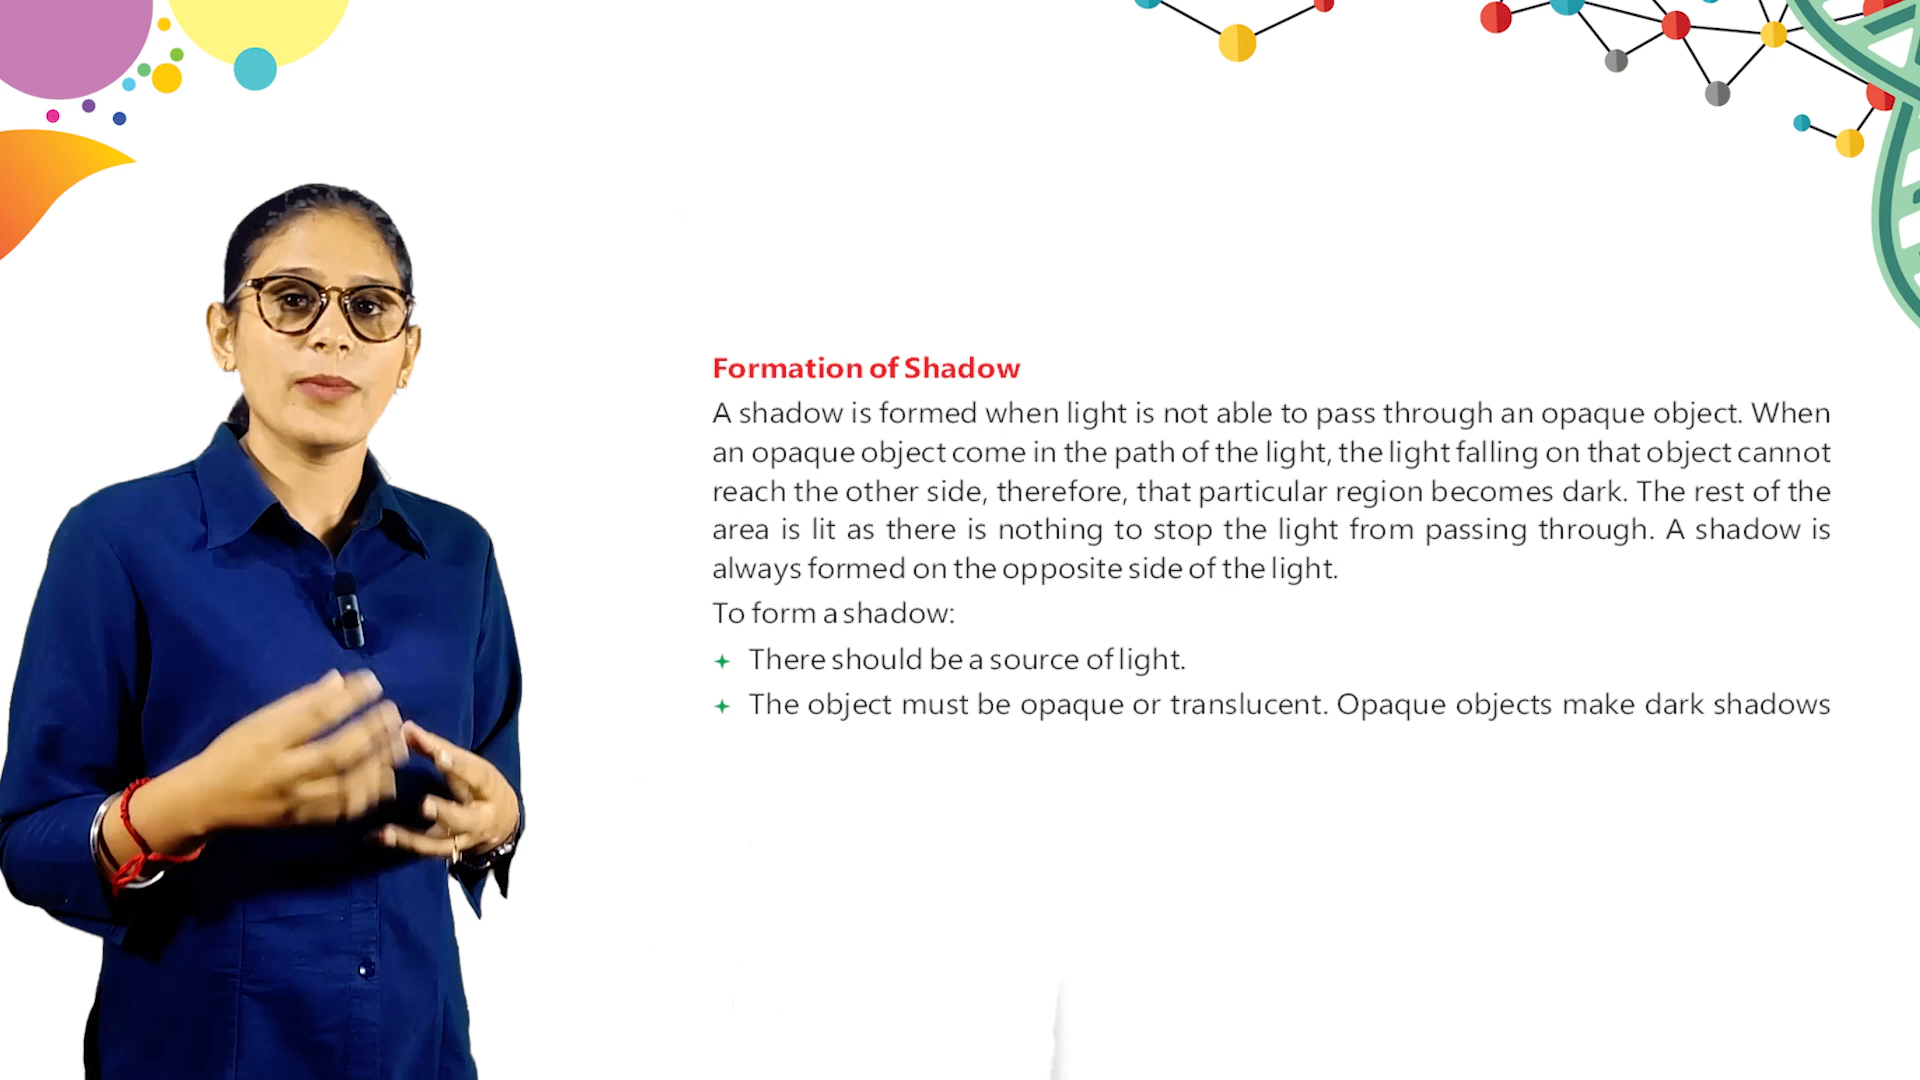 Formation of Shadow
A shadow is formed when light is not able to pass through an opaque object. When
an opaque object come in the path of the light, the light falling on that object cannot
reach the other side, therefore, that particular region becomes dark. The rest of the
area is lit as there is nothing to stop the light from passing through. A shadow is
always formed on the opposite side of the light.
To form a shadow:
There should be a source of light.
The object must be opaque or translucent. Opaque objects make dark shadows